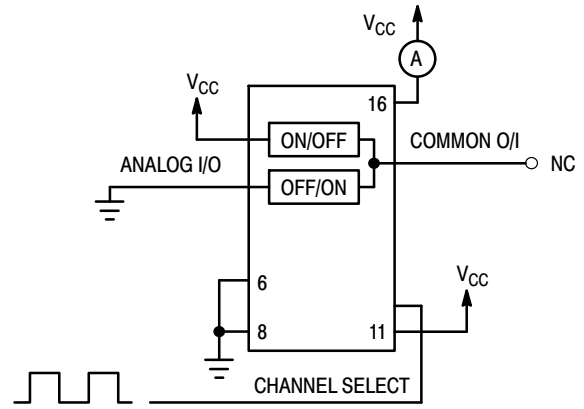 VCC
A
VCC
16
ON/OFF
COMMON O/I
NC
ANALOG I/O
OFF/ON
VCC
6
8
11
CHANNEL SELECT